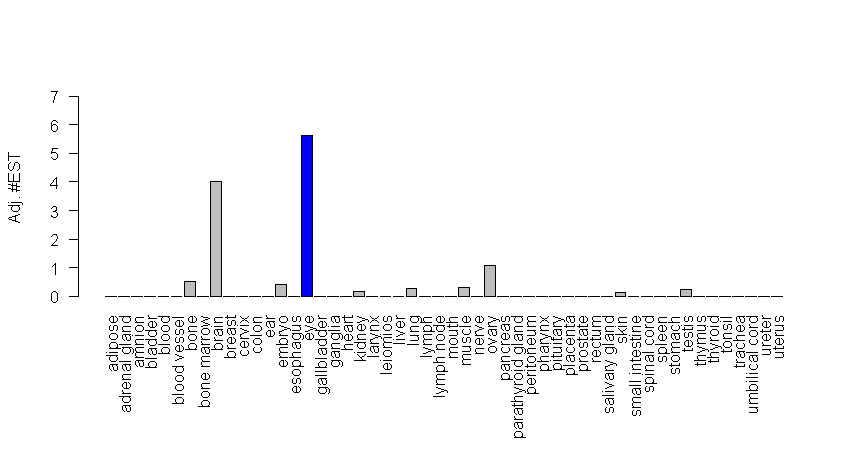 7
6
5
4
3
2
1
0
Adj. #EST
adipose
adrenal gland
amnion
bladder
blood
blood vessel
bone
bone marrow
brain
breast
cervix
colon
ear
embryo
esophagus
eye
gallbladder
ganglia
heart
kidney
larynx
leiomios
liver
lung
lymph
lymph node
mouth
muscle
nerve
ovary
pancreas
parathyroid gland
peritoneum
pharynx
pituitary
placenta
prostate
rectum
salivary gland
skin
small intestine
spinal cord
spleen
stomach
testis
thymus
thyroid
tonsil
trachea
umbilical cord
ureter
uterus